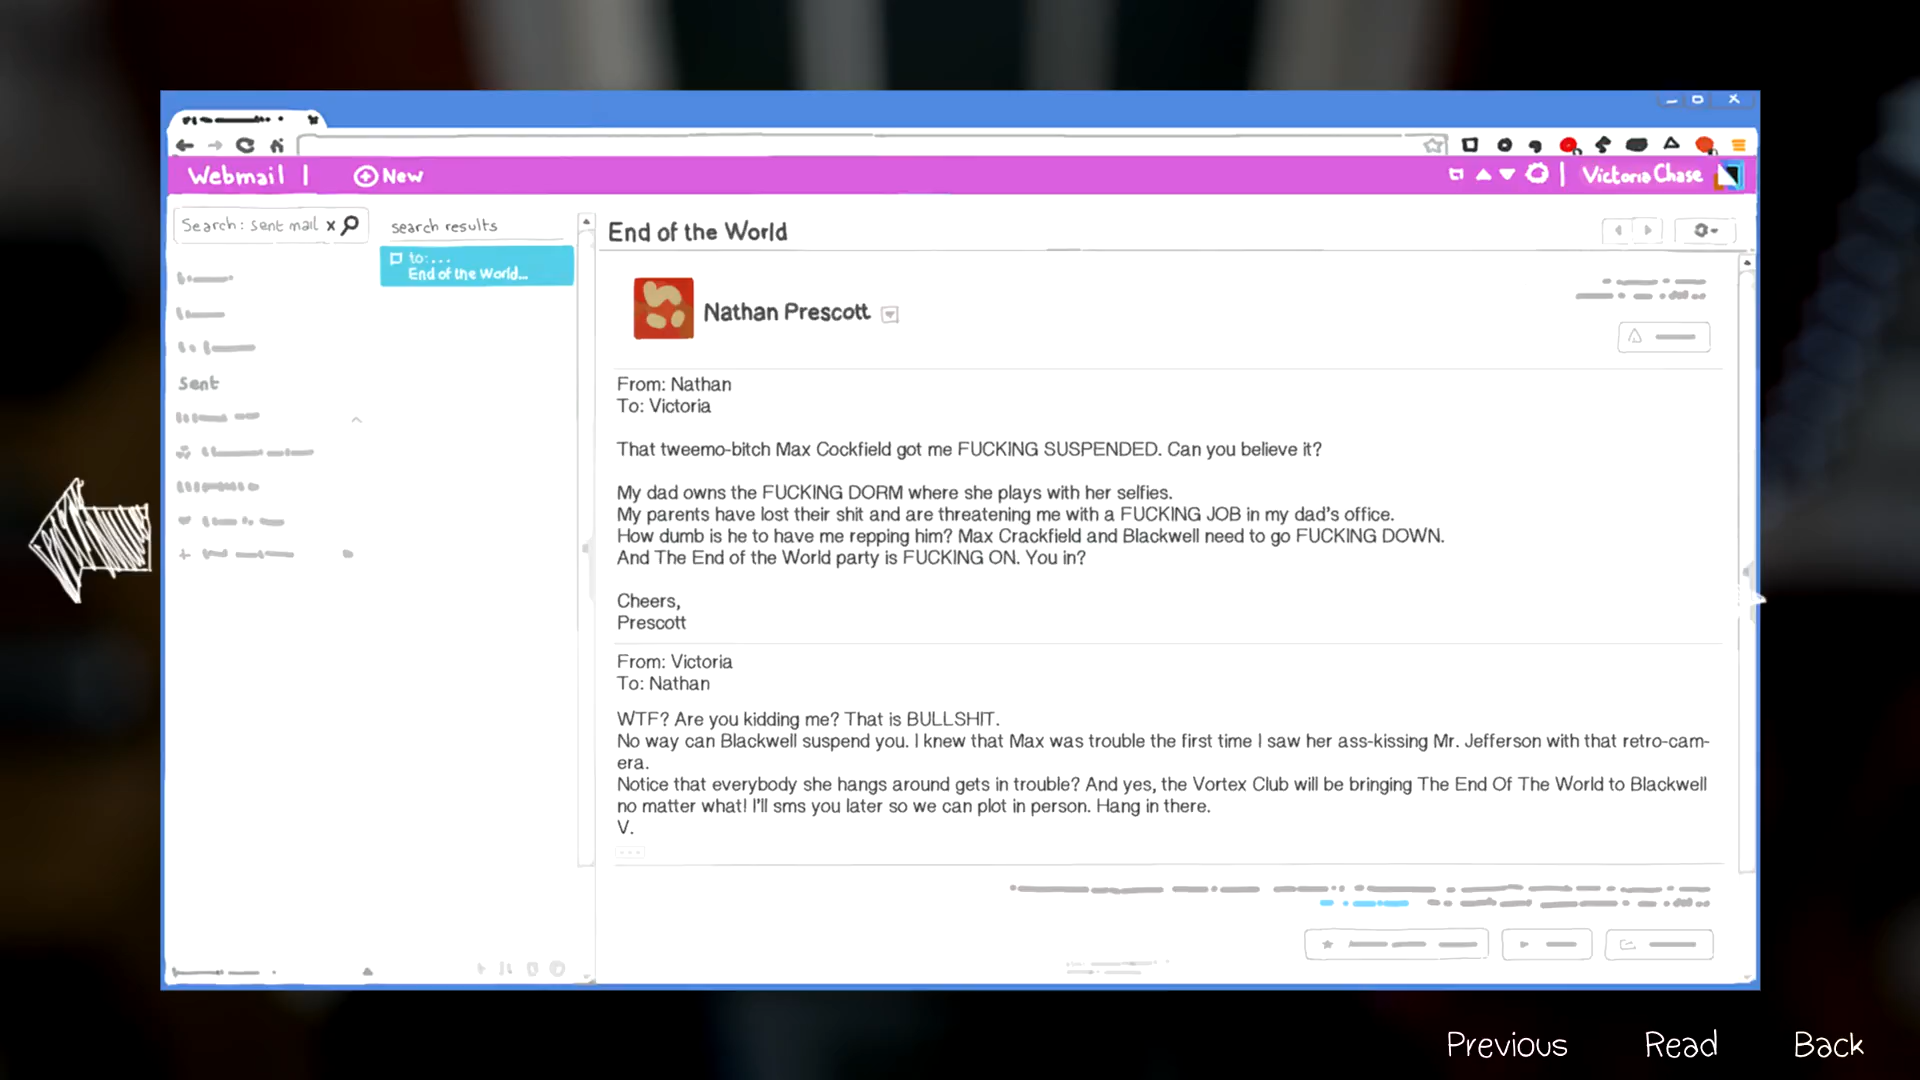 Webmail | New
Victoria Chase
Search: sent mail x
search results
to:...
End of the World...
Sent
End of the World
Nathan Prescott
From: Nathan
To: Victoria
That tweemo-bitch Max Cockfield got me FUCKING SUSPENDED. Can you believe it?
My dad owns the FUCKING DORM where she plays with her selfies.
My parents have lost their shit and are threatening me with a FUCKING JOB in my dad's office.
How dumb is he to have me repping him? Max Crackfield and Blackwell need to go FUCKING DOWN.
And The End of the World party is FUCKING ON. You in?
Cheers,
Prescott
From: Victoria
To: Nathan
WTF? Are you kidding me? That is BULLSHIT.
No way can Blackwell suspend you. I knew that Max was trouble the first time I saw her ass-kissing Mr. Jefferson with that retro-cam-
era.
Notice that everybody she hangs around gets in trouble? And yes, the Vortex Club will be bringing The End Of The World to Blackwell
no matter what! I'll sms you later so we can plot in person. Hang in there.
V.
Previous
Read
Back